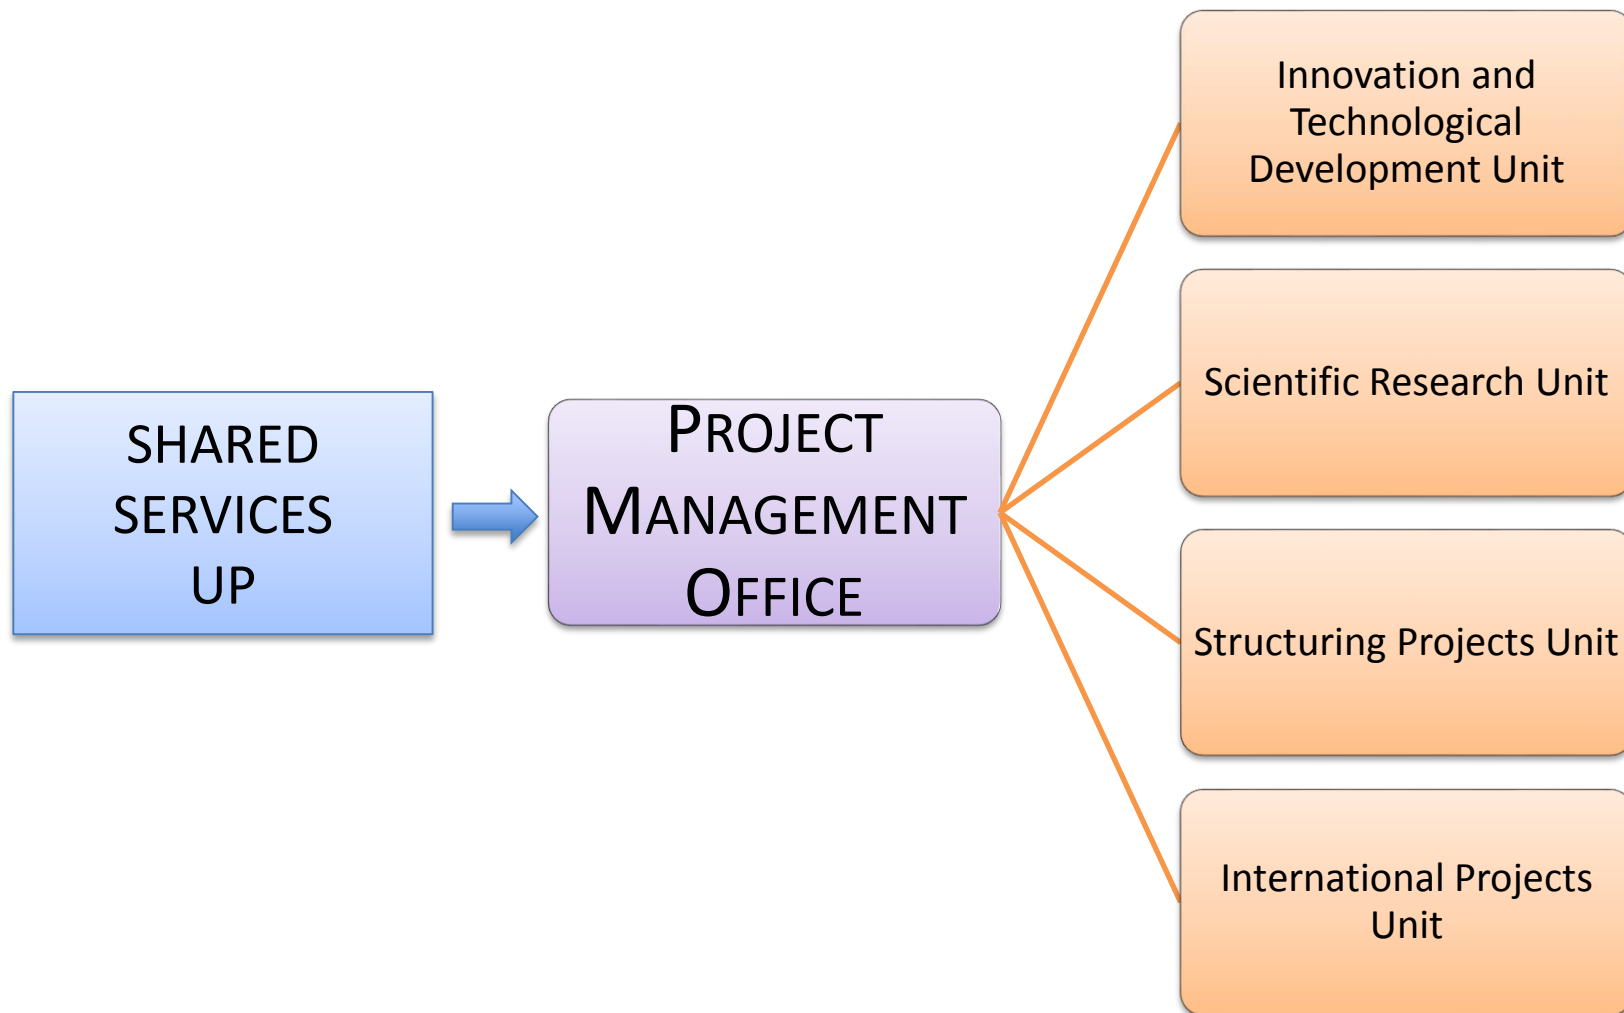 SHARED
SERVICES
UP
PROJECT
MANAGEMENT
OFFICE
Innovation and
Technological
Development Unit
Scientific Research Unit
Structuring Projects Unit
International Projects
Unit